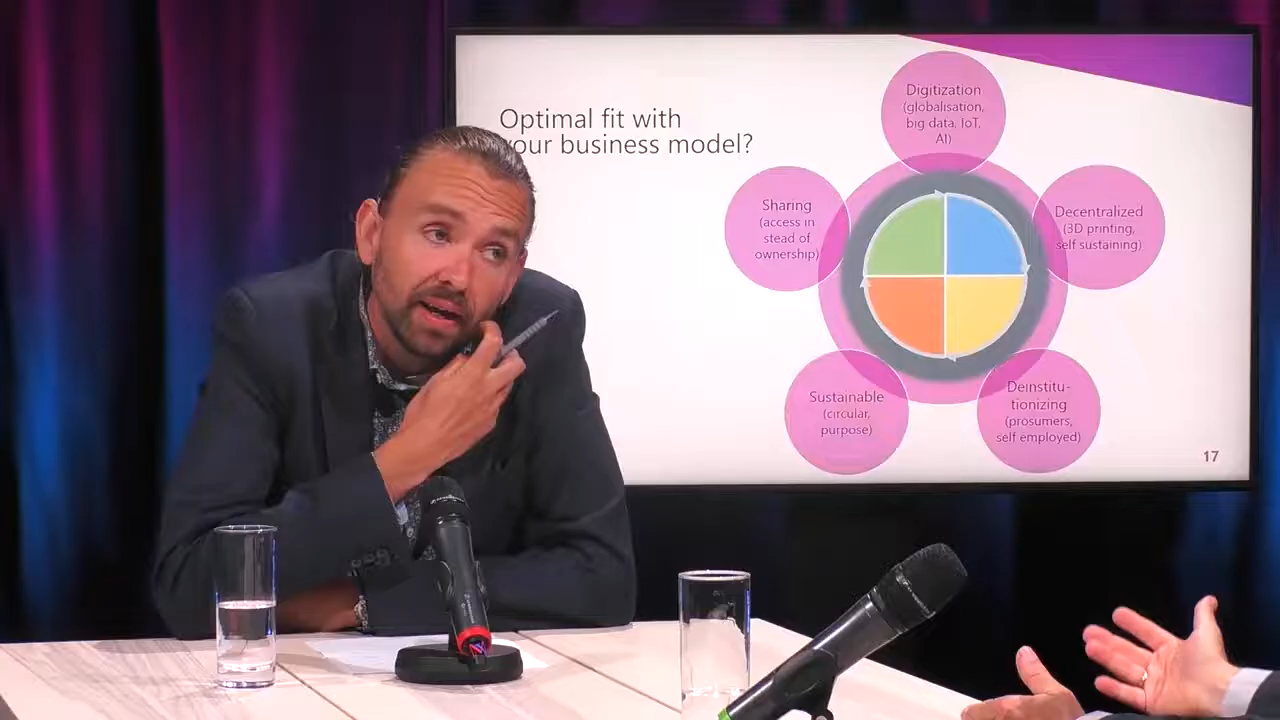 Optimal fit with
your business model?
Digitization
(globalisation,
big data, IoT,
AI)
Sharing
(access in
stead of
ownership)
Decentralized
(3D printing,
self sustaining)
Sustainable
(circular,
purpose)
Deinstitu-
tionizing
(prosumers,
self employed)
17